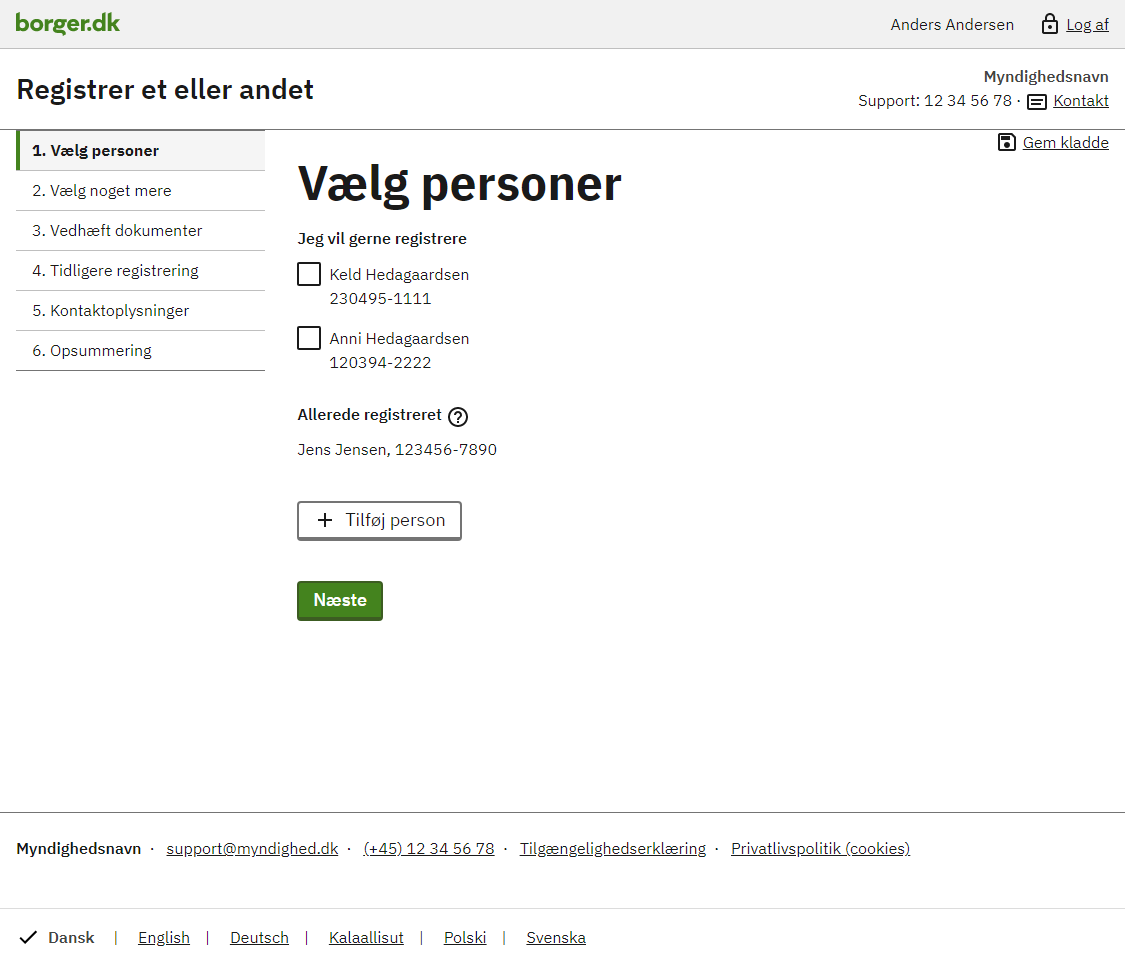 borger.dk
Anders Andersen
Log af
Registrer et eller andet
Myndighedsnavn
Support: 12 34 56 78 · Kontakt
1. Vælg personer
2. Vælg noget mere
3. Vedhæft dokumenter
4. Tidligere registrering
5. Kontaktoplysninger
6. Opsummering
Gem kladde
Vælg personer
Jeg vil gerne registrere
Keld Hedagaardsen
230495-1111
Anni Hedagaardsen
120394-2222
Allerede registreret ?
Jens Jensen, 123456-7890
+ Tilføj person
Næste
Myndighedsnavn · support@myndighed.dk · (+45) 12 34 56 78 · Tilgængelighedserklæring · Privatlivspolitik (cookies)
Dansk | English | Deutsch | Kalaallisut | Polski | Svenska